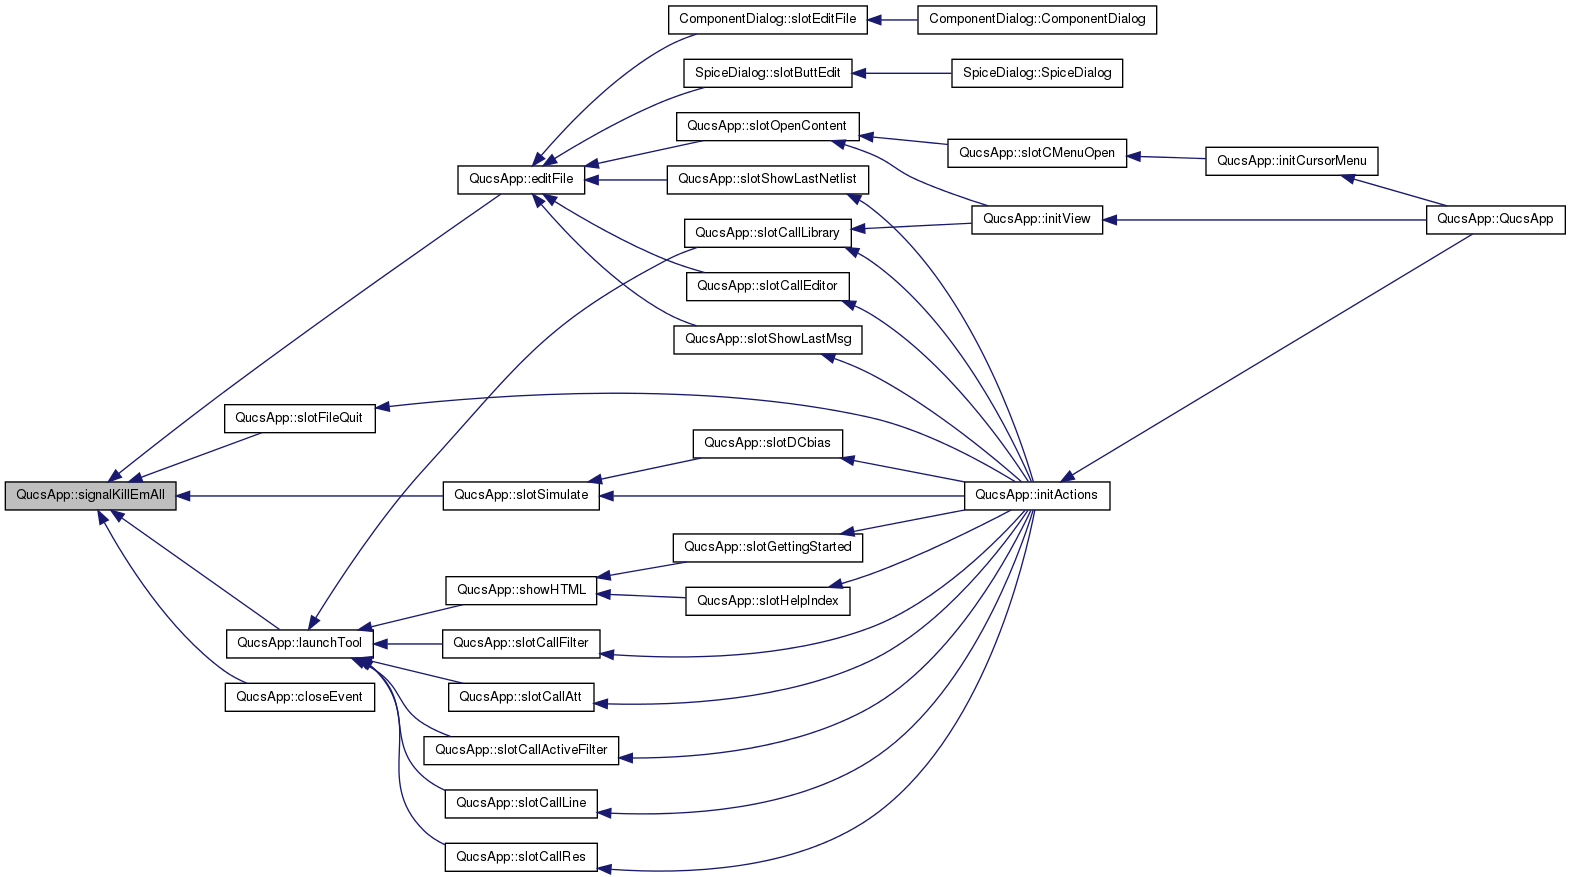 ComponentDialog::slotEditFile
ComponentDialog::ComponentDialog
SpiceDialog::slotButtEdit
SpiceDialog::SpiceDialog
QucsApp::slotOpenContent
QucsApp::slotCMenuOpen
QucsApp::initCursorMenu
QucsApp::editFile
QucsApp::slotShowLastNetlist
QucsApp::initView
QucsApp::QucsApp
QucsApp::slotCallLibrary
QucsApp::slotCallEditor
QucsApp::slotShowLastMsg
QucsApp::slotFileQuit
QucsApp::slotDCbias
QucsApp::signalKillEmAll
QucsApp::slotSimulate
QucsApp::initActions
QucsApp::slotGettingStarted
QucsApp::showHTML
QucsApp::slotHelpIndex
QucsApp::launchTool
QucsApp::slotCallFilter
QucsApp::closeEvent
QucsApp::slotCallAtt
QucsApp::slotCallActiveFilter
QucsApp::slotCallLine
QucsApp::slotCallRes